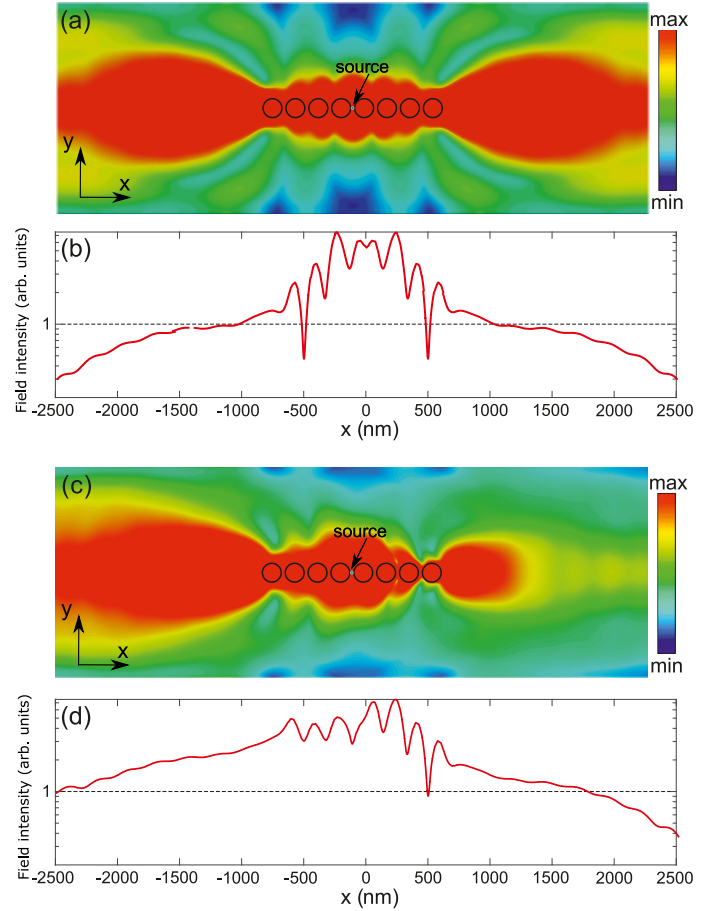 (a)
source
y
x
max
min
(b)
Field intensity (arb. units)
1
-2500 -2000 -1500 -1000 -500 0 500 1000 1500 2000 2500
x (nm)
(c)
source
y
x
max
min
(d)
Field intensity (arb. units)
1
-2500 -2000 -1500 -1000 -500 0 500 1000 1500 2000 2500
x (nm)